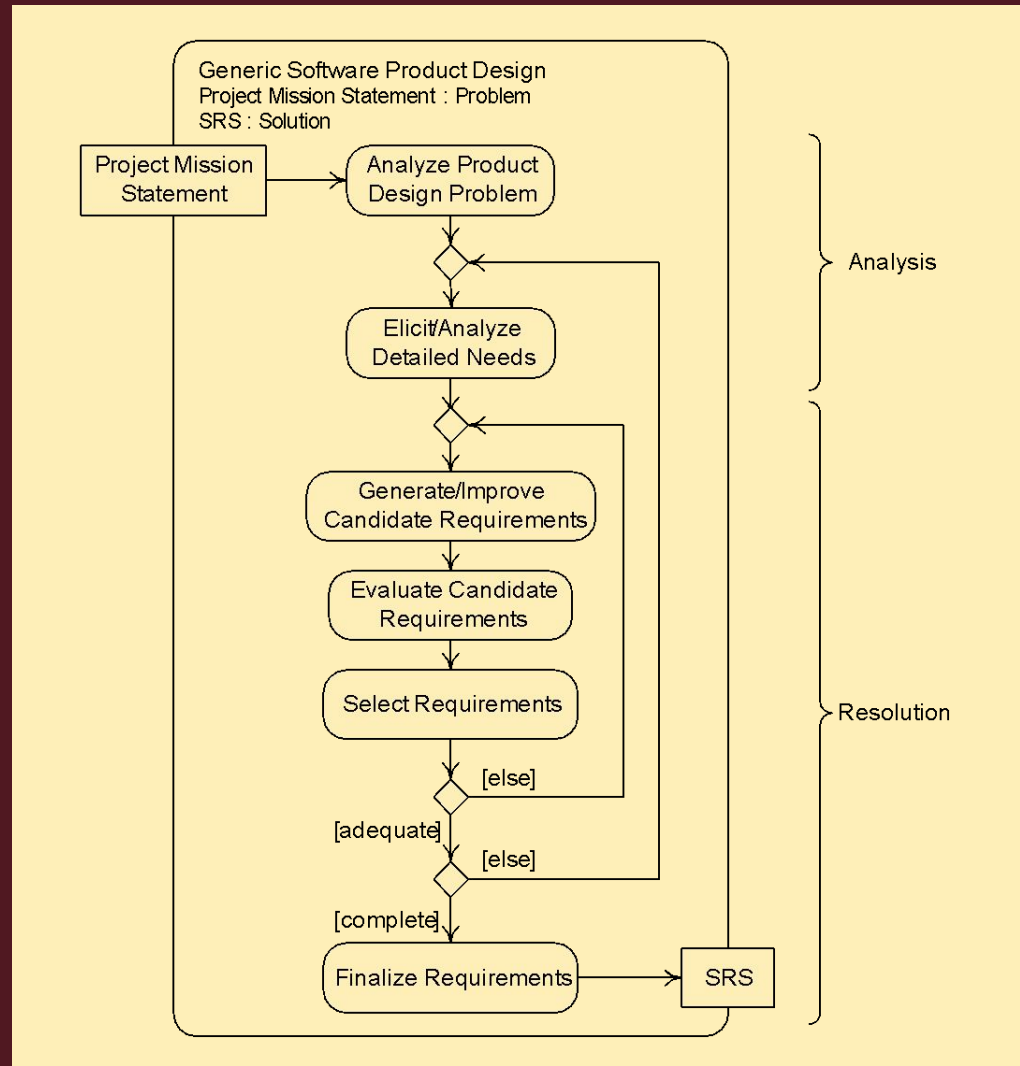 Generic Software Product Design
Project Mission Statement : Problem
SRS : Solution
Project Mission
Statement
Analyze Product
Design Problem
Analysis
Elicit/Analyze
Detailed Needs
Generate/Improve
Candidate Requirements
Evaluate Candidate
Requirements
Select Requirements
Resolution
[else]
[adequate]
[else]
[complete]
Finalize Requirements
SRS